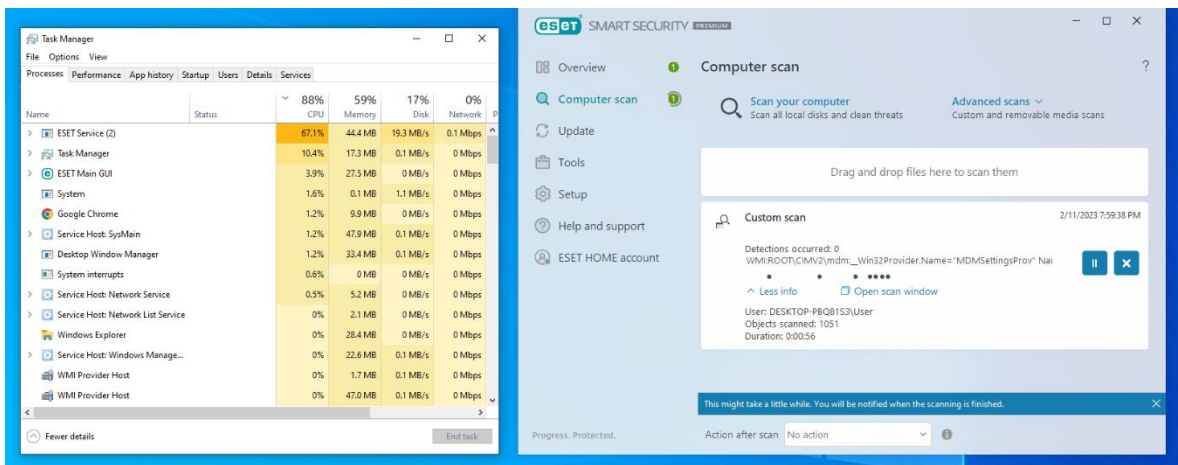 Task Manager
File Options View
Processes Performance App history Startup Users Details Services
88% 59% 17% 0%
Name Status CPU Memory Disk Network P
ESET Service (2) 67.1% 44.4 MB 19.3 MB/s 0.1 Mbps
Task Manager 10.4% 17.3 MB 0.1 MB/s 0 Mbps
ESET Main GUI 3.9% 27.5 MB 0 MB/s 0 Mbps
System 1.6% 0.1 MB 1.1 MB/s 0 Mbps
Google Chrome 1.2% 9.9 MB 0 MB/s 0 Mbps
Service Host: SysMain 1.2% 47.9 MB 0.1 MB/s 0 Mbps
Desktop Window Manager 1.2% 33.4 MB 0.1 MB/s 0 Mbps
System interrupts 0.6% 0 MB 0 MB/s 0 Mbps
Service Host: Network Service 0.5% 5.2 MB 0 MB/s 0 Mbps
Service Host: Network List Service 0% 2.1 MB 0 MB/s 0 Mbps
Windows Explorer 0% 28.4 MB 0 MB/s 0 Mbps
Service Host: Windows Manage... 0% 22.6 MB 0.1 MB/s 0 Mbps
WMI Provider Host 0% 1.7 MB 0.1 MB/s 0 Mbps
WMI Provider Host 0% 47.0 MB 0.1 MB/s 0 Mbps
Fewer details End task
eset SMART SECURITY PREMIUM
Overview 1
Computer scan 1
Update
Tools
Setup
Help and support
ESET HOME account
Progress. Protected.
Computer scan ?
Scan your computer
Scan all local disks and clean threats
Advanced scans
Custom and removable media scans
Drag and drop files here to scan them
Custom scan 2/11/2023 7:59:38 PM
Detections occurred: 0
WMI:ROOT\CIMV2\mdm:__Win32Provider.Name="MDMSettingsProv" Nar
Less info Open scan window
User: DESKTOP-PBQ81S3\User
Objects scanned: 1051
Duration: 0:00:56
This might take a little while. You will be notified when the scanning is finished.
Action after scan No action